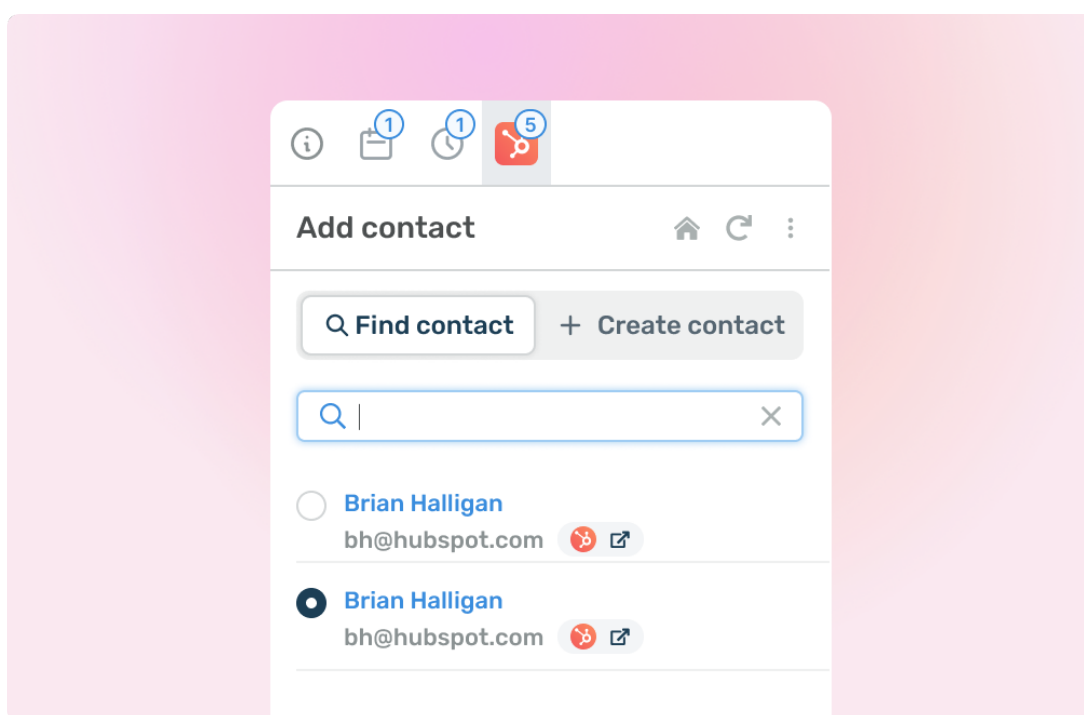 1 1 5
Add contact
Find contact + Create contact
Brian Halligan
bh@hubspot.com
Brian Halligan
bh@hubspot.com